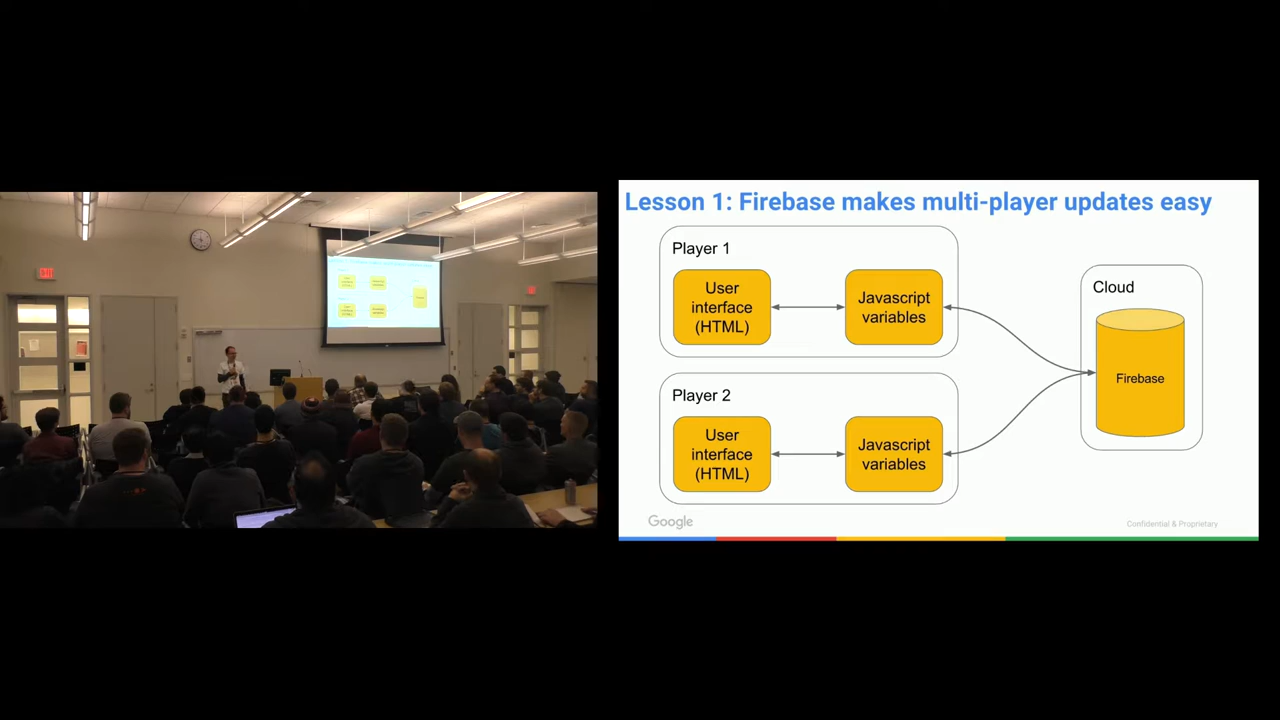 Lesson 1: Firebase makes multi-player updates easy
Player 1
User
interface
(HTML)
Javascript
variables
Player 2
User
interface
(HTML)
Javascript
variables
Cloud
Firebase
Google
Confidential & Proprietary